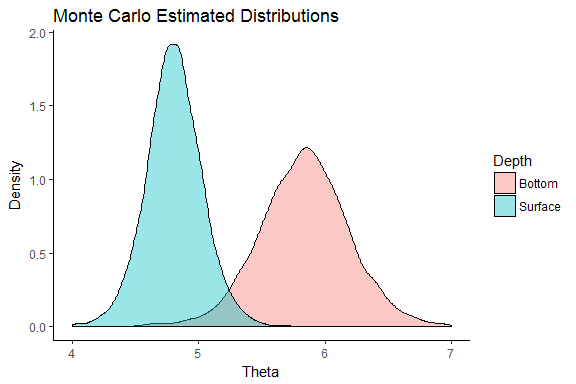 Monte Carlo Estimated Distributions
2.0
1.5
1.0
0.5
0.0
Density
4 5 6 7
Theta
Depth
Bottom
Surface